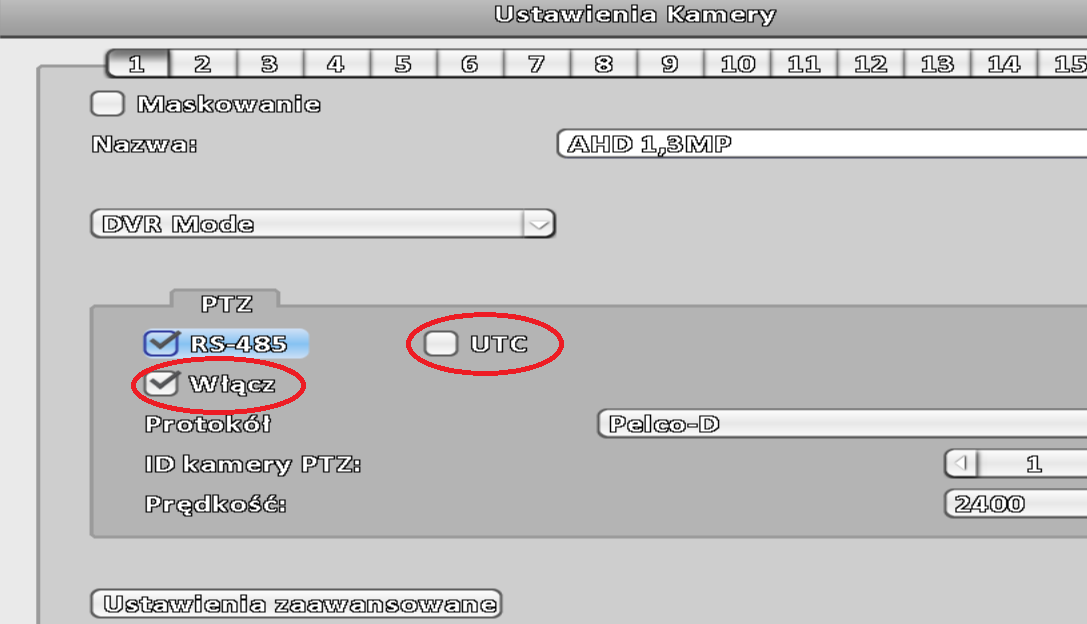 Ustawienia Kamery
1 2 3 4 5 6 7 8 9 10 11 12 13 14 15
Maskowanie
Nazwa: AHD 1,3MP
DVR Mode
PTZ
RS-485 UTC
Włącz
Protokół Pelco-D
ID kamery PTZ: 1
Prędkość: 2400
Ustawienia zaawansowane